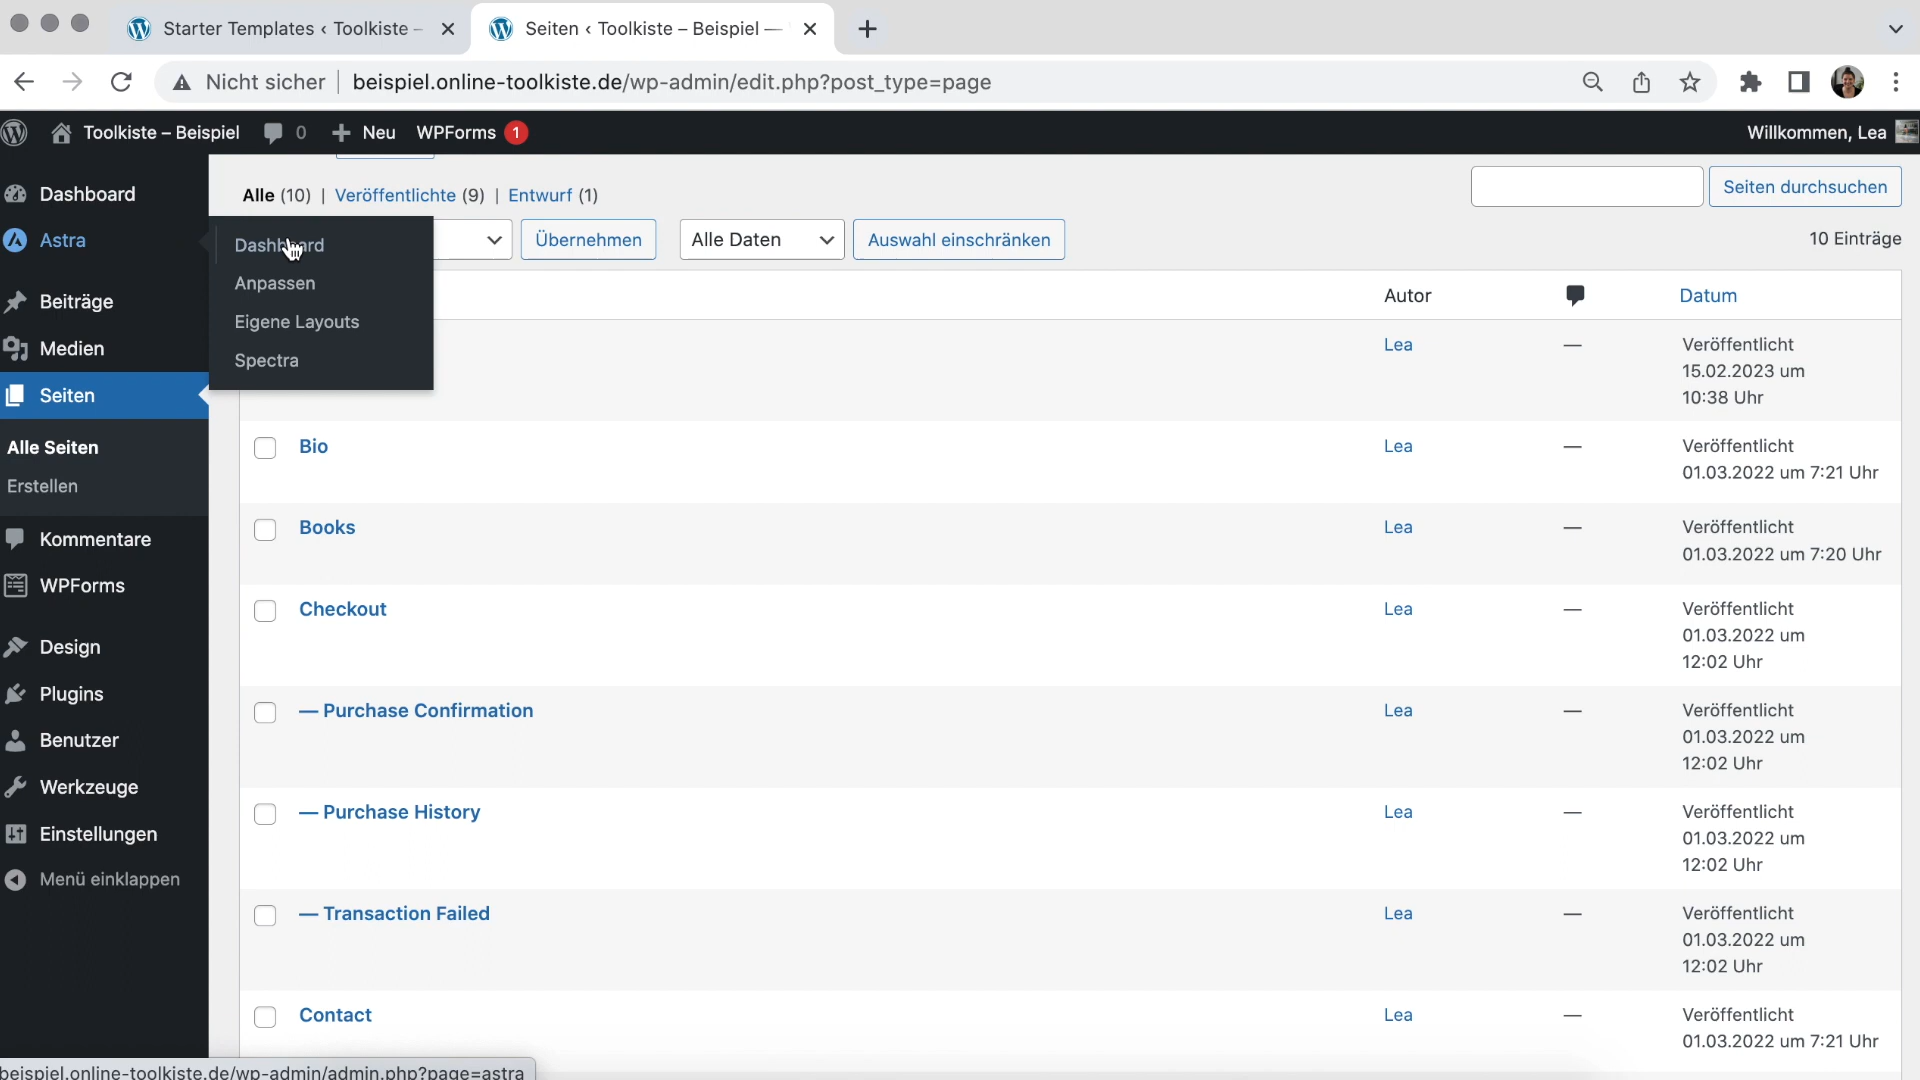 Starter Templates ‹ Toolkiste –
Seiten ‹ Toolkiste – Beispiel —
Nicht sicher
beispiel.online-toolkiste.de/wp-admin/edit.php?post_type=page
Toolkiste – Beispiel
0
Neu
WPForms 1
Willkommen, Lea
Dashboard
Astra
Beiträge
Medien
Seiten
Alle Seiten
Erstellen
Kommentare
WPForms
Design
Plugins
Benutzer
Werkzeuge
Einstellungen
Menü einklappen
Dashboard
Anpassen
Eigene Layouts
Spectra
Alle (10) | Veröffentlichte (9) | Entwurf (1)
Seiten durchsuchen
Übernehmen
Alle Daten
Auswahl einschränken
10 Einträge
Autor
Datum
Lea
—
Veröffentlicht
15.02.2023 um
10:38 Uhr
Bio
Lea
—
Veröffentlicht
01.03.2022 um 7:21 Uhr
Books
Lea
—
Veröffentlicht
01.03.2022 um 7:20 Uhr
Checkout
Lea
—
Veröffentlicht
01.03.2022 um
12:02 Uhr
— Purchase Confirmation
Lea
—
Veröffentlicht
01.03.2022 um
12:02 Uhr
— Purchase History
Lea
—
Veröffentlicht
01.03.2022 um
12:02 Uhr
— Transaction Failed
Lea
—
Veröffentlicht
01.03.2022 um
12:02 Uhr
Contact
Lea
—
Veröffentlicht
01.03.2022 um 7:21 Uhr
beispiel.online-toolkiste.de/wp-admin/admin.php?page=astra